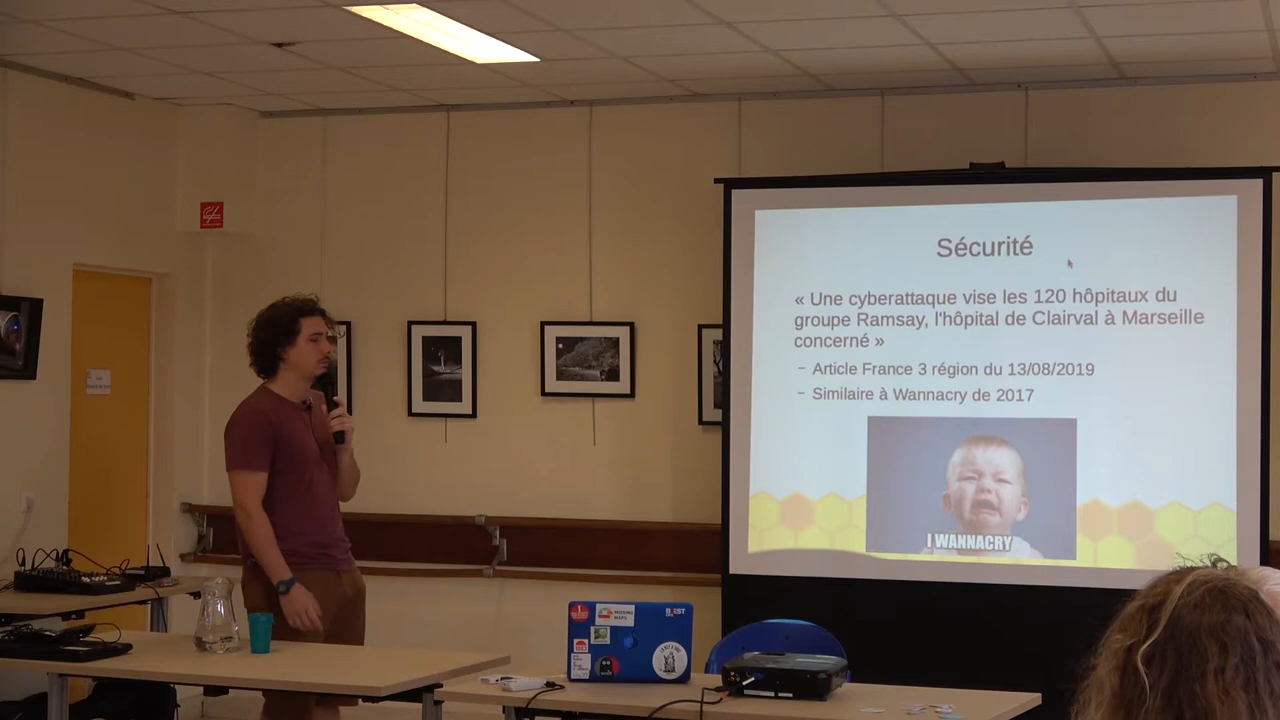 Sécurité
« Une cyberattaque vise les 120 hôpitaux du
groupe Ramsay, l'hôpital de Clairval à Marseille
concerné »
– Article France 3 région du 13/08/2019
– Similaire à Wannacry de 2017
I WANNACRY
MISSING
MAPS